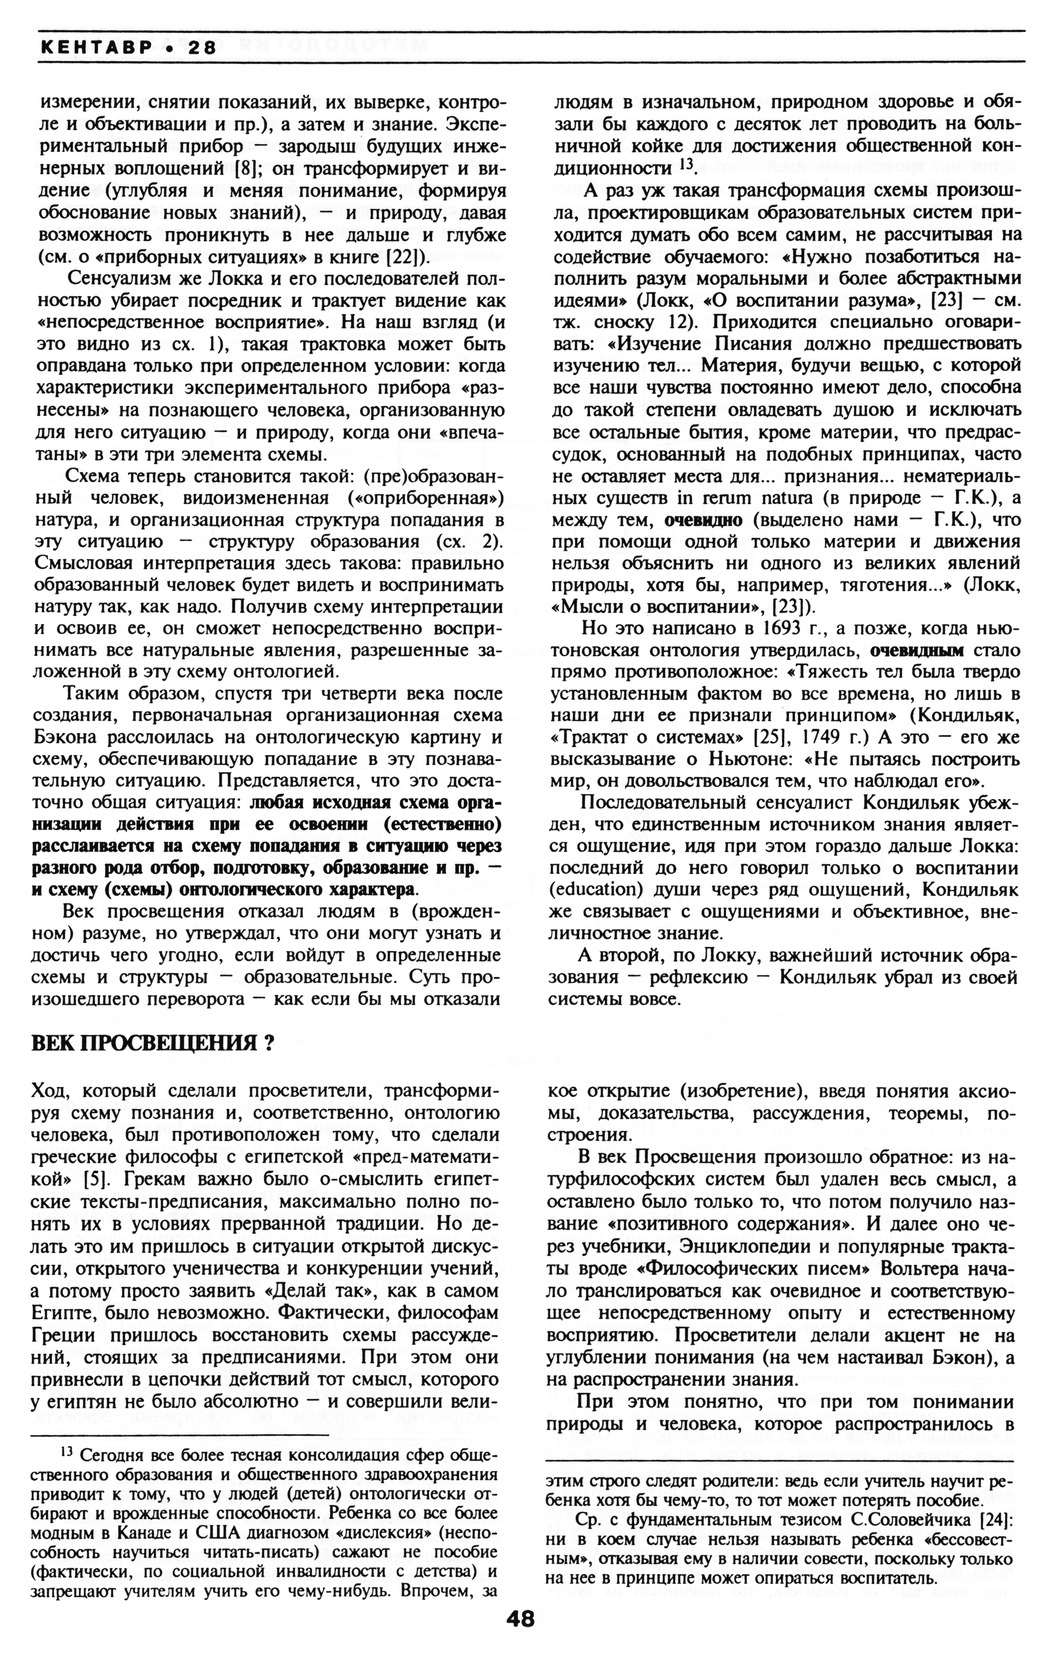 КЕНТАВР • 28
измерении, снятии показаний, их выверке, контро-
ле и объективации и пр.), а затем и знание. Экспе-
риментальный прибор — зародыш будущих инже-
нерных воплощений [8]; он трансформирует и ви-
дение (углубляя и меняя понимание, формируя
обоснование новых знаний), — и природу, давая
возможность проникнуть в нее дальше и глубже
(см. о «приборных ситуациях» в книге [22]).
Сенсуализм же Локка и его последователей пол-
ностью убирает посредник и трактует видение как
«непосредственное восприятие». На наш взгляд (и
это видно из сх. 1), такая трактовка может быть
оправдана только при определенном условии: когда
характеристики экспериментального прибора «раз-
несены» на познающего человека, организованную
для него ситуацию — и природу, когда они «впеча-
таны» в эти три элемента схемы.
Схема теперь становится такой: (пре)образован-
ный человек, видоизмененная («оприборенная»)
натура, и организационная структура попадания в
эту ситуацию — структуру образования (сх. 2).
Смысловая интерпретация здесь такова: правильно
образованный человек будет видеть и воспринимать
натуру так, как надо. Получив схему интерпретации
и освоив ее, он сможет непосредственно воспри-
нимать все натуральные явления, разрешенные за-
ложенной в эту схему онтологией.
Таким образом, спустя три четверти века после
создания, первоначальная организационная схема
Бэкона расслоилась на онтологическую картину и
схему, обеспечивающую попадание в эту познава-
тельную ситуацию. Представляется, что это доста-
точно общая ситуация: любая исходная схема орга-
низации действия при ее освоении (естественно)
расслаивается на схему попадания в ситуацию через
разного рода отбор, подготовку, образование и пр. —
и схему (схемы) онтологического характера.
Век просвещения отказал людям в (врожден-
ном) разуме, но утверждал, что они могут узнать и
достичь чего угодно, если войдут в определенные
схемы и структуры — образовательные. Суть про-
изошедшего переворота — как если бы мы отказали
людям в изначальном, природном здоровье и обя-
зали бы каждого с десяток лет проводить на боль-
ничной койке для достижения общественной кон-
диционности 13.
А раз уж такая трансформация схемы произош-
ла, проектировщикам образовательных систем при-
ходится думать обо всем самим, не рассчитывая на
содействие обучаемого: «Нужно позаботиться на-
полнить разум моральными и более абстрактными
идеями» (Локк, «О воспитании разума», [23] — см.
тж. сноску 12). Приходится специально оговари-
вать: «Изучение Писания должно предшествовать
изучению тел... Материя, будучи вещью, с которой
все наши чувства постоянно имеют дело, способна
до такой степени овладевать душою и исключать
все остальные бытия, кроме материи, что предрас-
судок, основанный на подобных принципах, часто
не оставляет места для... признания... нематериаль-
ных существ in rerum natura (в природе — Г.К.), а
между тем, очевидно (выделено нами — Г.К.), что
при помощи одной только материи и движения
нельзя объяснить ни одного из великих явлений
природы, хотя бы, например, тяготения...» (Локк,
«Мысли о воспитании», [23]).
Но это написано в 1693 г., а позже, когда нью-
тоновская онтология утвердилась, очевидным стало
прямо противоположное: «Тяжесть тел была твердо
установленным фактом во все времена, но лишь в
наши дни ее признали принципом» (Кондильяк,
«Трактат о системах» [25], 1749 г.) А это — его же
высказывание о Ньютоне: «Не пытаясь построить
мир, он довольствовался тем, что наблюдал его».
Последовательный сенсуалист Кондильяк убеж-
ден, что единственным источником знания являет-
ся ощущение, идя при этом гораздо дальше Локка:
последний до него говорил только о воспитании
(education) души через ряд ощущений, Кондильяк
же связывает с ощущениями и объективное, вне-
личностное знание.
А второй, по Локку, важнейший источник обра-
зования — рефлексию — Кондильяк убрал из своей
системы вовсе.
ВЕК ПРОСВЕЩЕНИЯ ?
Ход, который сделали просветители, трансформи-
руя схему познания и, соответственно, онтологию
человека, был противоположен тому, что сделали
греческие философы с египетской «пред-математи-
кой» [5]. Грекам важно было о-смыслить египет-
ские тексты-предписания, максимально полно по-
нять их в условиях прерванной традиции. Но де-
лать это им пришлось в ситуации открытой дискус-
сии, открытого ученичества и конкуренции учений,
а потому просто заявить «Делай так», как в самом
Египте, было невозможно. Фактически, философам
Греции пришлось восстановить схемы рассужде-
ний, стоящих за предписаниями. При этом они
привнесли в цепочки действий тот смысл, которого
у египтян не было абсолютно — и совершили вели-
кое открытие (изобретение), введя понятия аксио-
мы, доказательства, рассуждения, теоремы, по-
строения.
В век Просвещения произошло обратное: из на-
турфилософских систем был удален весь смысл, а
оставлено было только то, что потом получило наз-
вание «позитивного содержания». И далее оно че-
рез учебники, Энциклопедии и популярные тракта-
ты вроде «Философических писем» Вольтера нача-
ло транслироваться как очевидное и соответствую-
щее непосредственному опыту и естественному
восприятию. Просветители делали акцент не на
углублении понимания (на чем настаивал Бэкон), а
на распространении знания.
При этом понятно, что при том понимании
природы и человека, которое распространилось в
13 Сегодня все более тесная консолидация сфер обще-
ственного образования и общественного здравоохранения
приводит к тому, что у людей (детей) онтологически от-
бирают и врожденные способности. Ребенка со все более
модным в Канаде и США диагнозом «дислексия» (неспо-
собность научиться читать-писать) сажают не пособие
(фактически, по социальной инвалидности с детства) и
запрещают учителям учить его чему-нибудь. Впрочем, за
этим строго следят родители: ведь если учитель научит ре-
бенка хотя бы чему-то, то тот может потерять пособие.
Ср. с фундаментальным тезисом С.Соловейчика [24]:
ни в коем случае нельзя называть ребенка «бессовест-
ным», отказывая ему в наличии совести, поскольку только
на нее в принципе может опираться воспитатель.
48